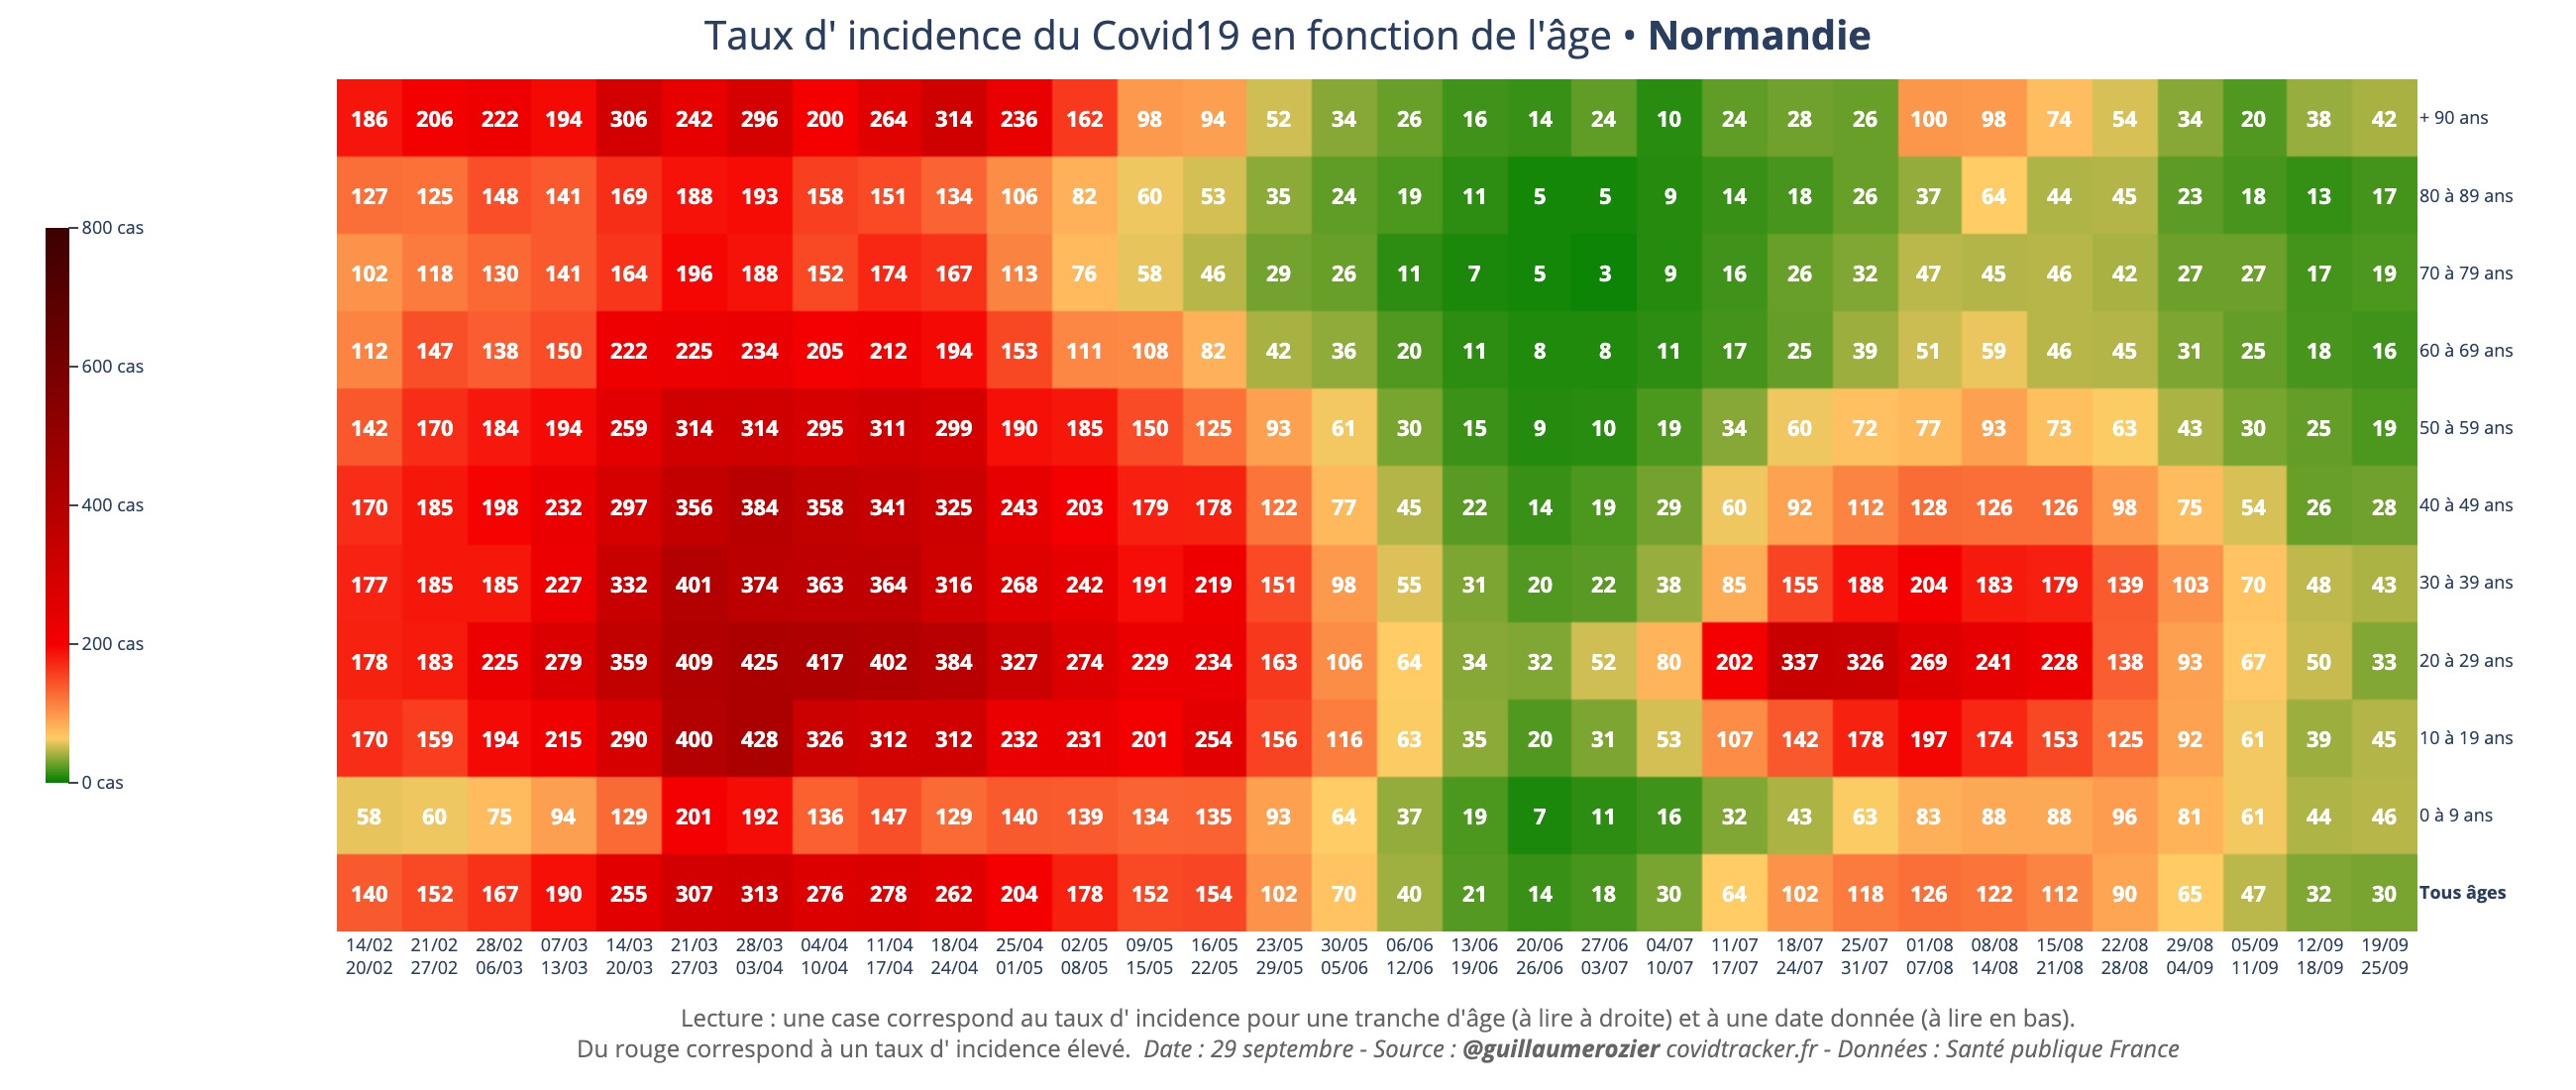 Taux d' incidence du Covid19 en fonction de l'âge • Normandie
800 cas
600 cas
400 cas
200 cas
0 cas
186 206 222 194 306 242 296 200 264 314 236 162 98 94 52 34 26 16 14 24 10 24 28 26 100 98 74 54 34 20 38 42 + 90 ans
127 125 148 141 169 188 193 158 151 134 106 82 60 53 35 24 19 11 5 5 9 14 18 26 37 64 44 45 23 18 13 17 80 à 89 ans
102 118 130 141 164 196 188 152 174 167 113 76 58 46 29 26 11 7 5 3 9 16 26 32 47 45 46 42 27 27 17 19 70 à 79 ans
112 147 138 150 222 225 234 205 212 194 153 111 108 82 42 36 20 11 8 8 11 17 25 39 51 59 46 45 31 25 18 16 60 à 69 ans
142 170 184 194 259 314 314 295 311 299 190 185 150 125 93 61 30 15 9 10 19 34 60 72 77 93 73 63 43 30 25 19 50 à 59 ans
170 185 198 232 297 356 384 358 341 325 243 203 179 178 122 77 45 22 14 19 29 60 92 112 128 126 126 98 75 54 26 28 40 à 49 ans
177 185 185 227 332 401 374 363 364 316 268 242 191 219 151 98 55 31 20 22 38 85 155 188 204 183 179 139 103 70 48 43 30 à 39 ans
178 183 225 279 359 409 425 417 402 384 327 274 229 234 163 106 64 34 32 52 80 202 337 326 269 241 228 138 93 67 50 33 20 à 29 ans
170 159 194 215 290 400 428 326 312 312 232 231 201 254 156 116 63 35 20 31 53 107 142 178 197 174 153 125 92 61 39 45 10 à 19 ans
58 60 75 94 129 201 192 136 147 129 140 139 134 135 93 64 37 19 7 11 16 32 43 63 83 88 88 96 81 61 44 46 0 à 9 ans
140 152 167 190 255 307 313 276 278 262 204 178 152 154 102 70 40 21 14 18 30 64 102 118 126 122 112 90 65 47 32 30 Tous âges
14/02 21/02 28/02 07/03 14/03 21/03 28/03 04/04 11/04 18/04 25/04 02/05 09/05 16/05 23/05 30/05 06/06 13/06 20/06 27/06 04/07 11/07 18/07 25/07 01/08 08/08 15/08 22/08 29/08 05/09 12/09 19/09
20/02 27/02 06/03 13/03 20/03 27/03 03/04 10/04 17/04 24/04 01/05 08/05 15/05 22/05 29/05 05/06 12/06 19/06 26/06 03/07 10/07 17/07 24/07 31/07 07/08 14/08 21/08 28/08 04/09 11/09 18/09 25/09
Lecture : une case correspond au taux d' incidence pour une tranche d'âge (à lire à droite) et à une date donnée (à lire en bas).
Du rouge correspond à un taux d' incidence élevé. Date : 29 septembre - Source : @guillaumerozier covidtracker.fr - Données : Santé publique France